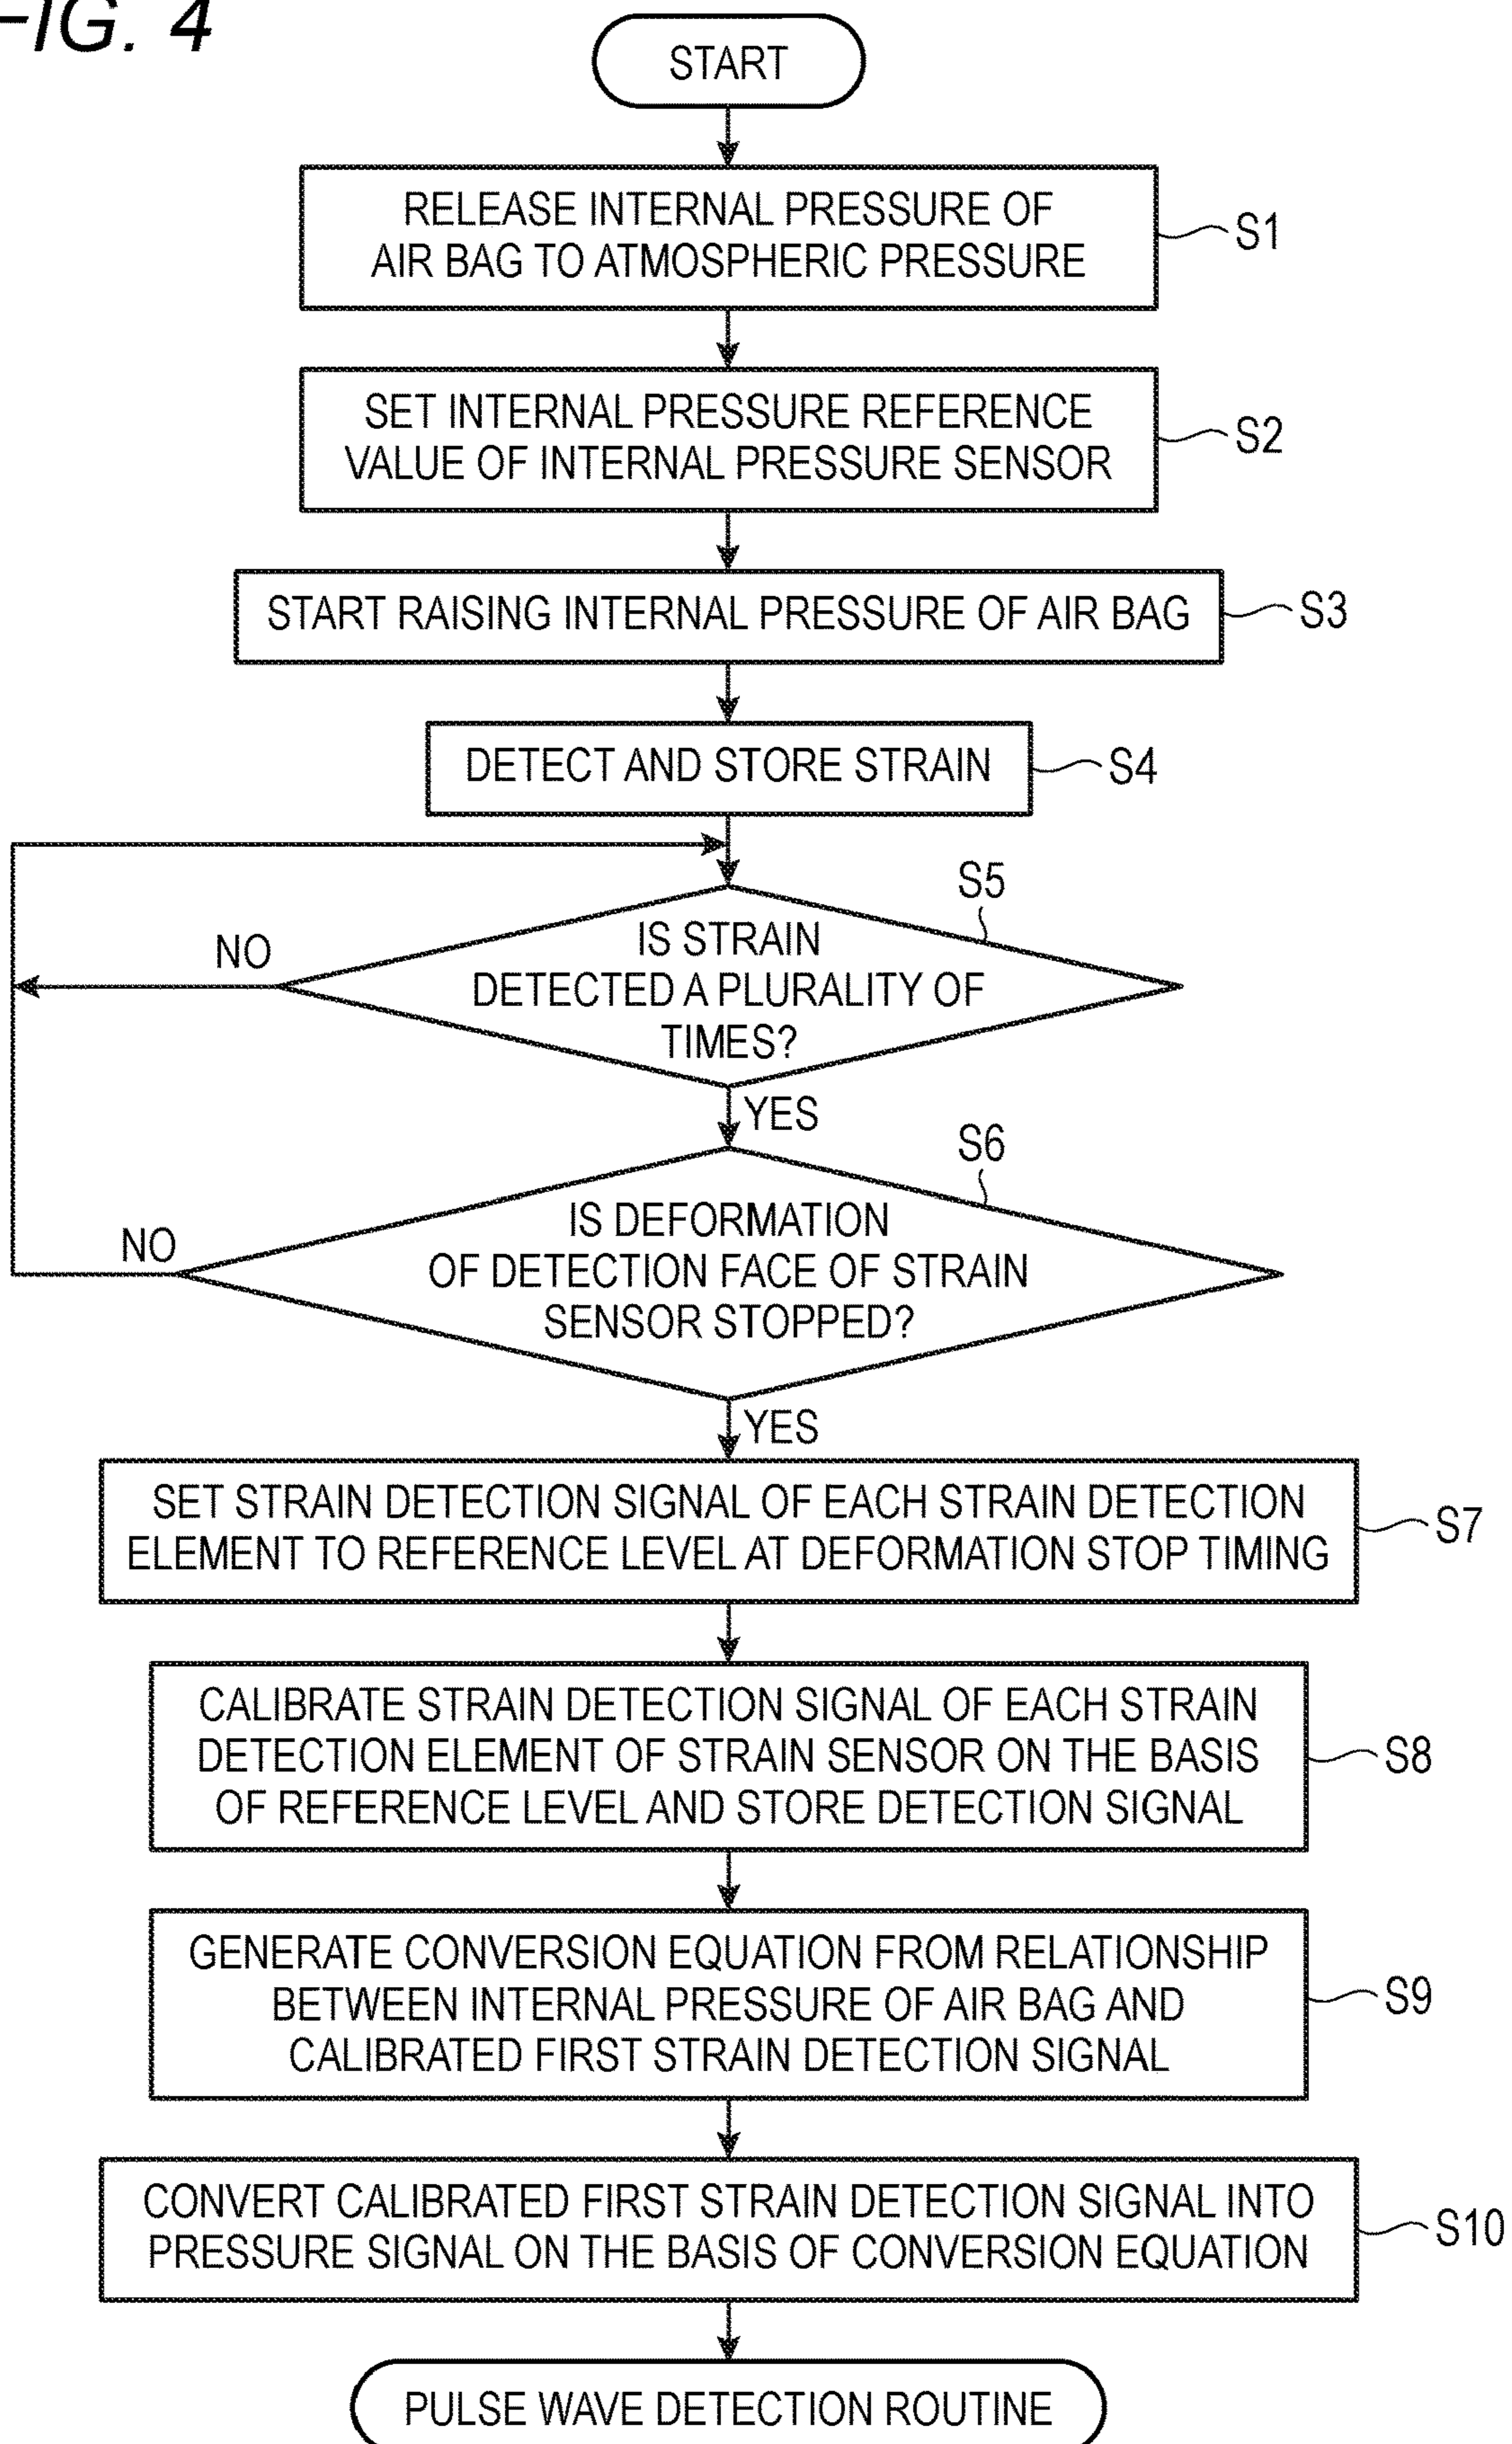 FIG. 4
START
RELEASE INTERNAL PRESSURE OF
AIR BAG TO ATMOSPHERIC PRESSURE
S1
SET INTERNAL PRESSURE REFERENCE
VALUE OF INTERNAL PRESSURE SENSOR
S2
START RAISING INTERNAL PRESSURE OF AIR BAG
S3
DETECT AND STORE STRAIN
S4
S5
IS STRAIN
DETECTED A PLURALITY OF
TIMES?
NO
YES
S6
IS DEFORMATION
OF DETECTION FACE OF STRAIN
SENSOR STOPPED?
NO
YES
SET STRAIN DETECTION SIGNAL OF EACH STRAIN DETECTION
ELEMENT TO REFERENCE LEVEL AT DEFORMATION STOP TIMING
S7
CALIBRATE STRAIN DETECTION SIGNAL OF EACH STRAIN
DETECTION ELEMENT OF STRAIN SENSOR ON THE BASIS
OF REFERENCE LEVEL AND STORE DETECTION SIGNAL
S8
GENERATE CONVERSION EQUATION FROM RELATIONSHIP
BETWEEN INTERNAL PRESSURE OF AIR BAG AND
CALIBRATED FIRST STRAIN DETECTION SIGNAL
S9
CONVERT CALIBRATED FIRST STRAIN DETECTION SIGNAL INTO
PRESSURE SIGNAL ON THE BASIS OF CONVERSION EQUATION
S10
PULSE WAVE DETECTION ROUTINE